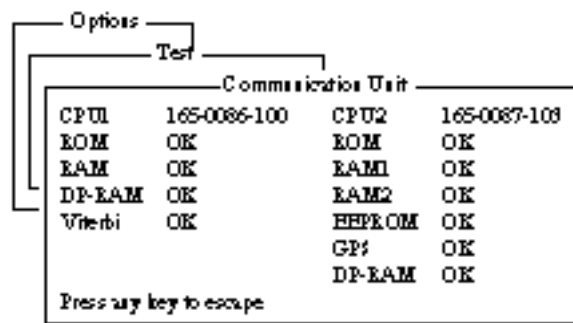 Options
Test
Communication Unit
CPU1 165-0086-100 CPU2 165-0087-103
ROM OK ROM OK
RAM OK RAM1 OK
DP-RAM OK RAM2 OK
Viterbi OK EEPROM OK
GPS OK
DP-RAM OK
Press any key to escape